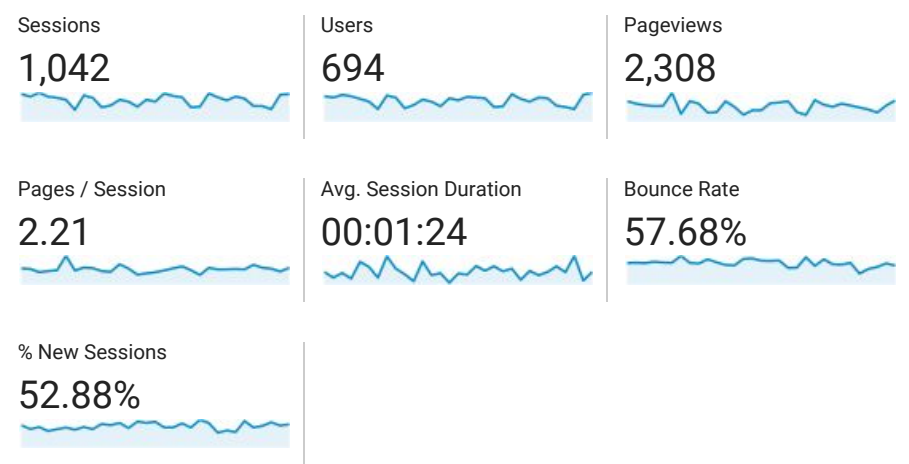 Sessions
1,042
Users
694
Pageviews
2,308
Pages / Session
2.21
Avg. Session Duration
00:01:24
Bounce Rate
57.68%
% New Sessions
52.88%